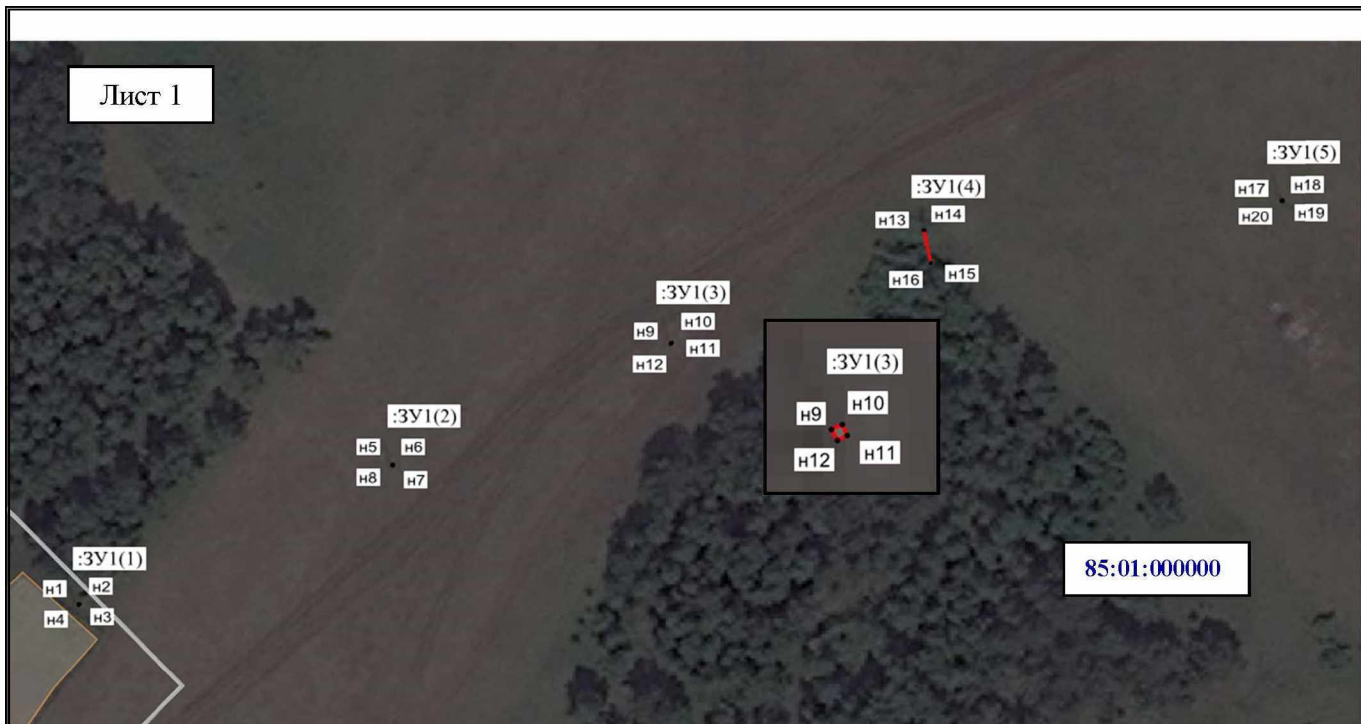 Лист 1
:ЗУ1(5)
н17 н18
н20 н19
:ЗУ1(4)
н13 н14
н16 н15
:ЗУ1(3)
н9 н10
н12 н11
:ЗУ1(3)
н9 н10
н12 н11
:ЗУ1(2)
н5 н6
н8 н7
:ЗУ1(1)
н1 н2
н4 н3
85:01:000000